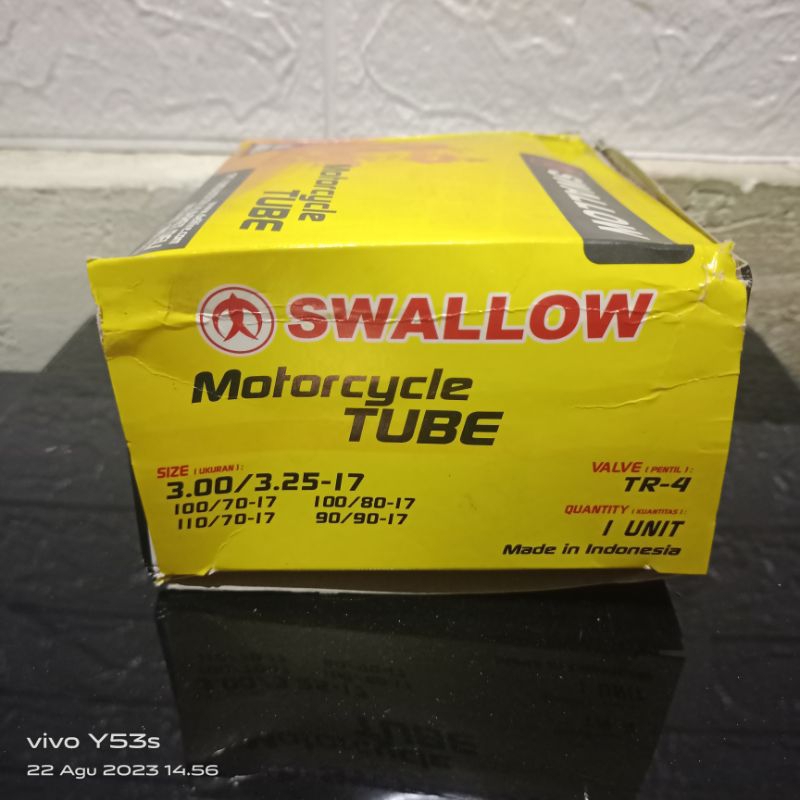 Motorcycle
TUBE
SWALLOW
SWALLOW
Motorcycle
TUBE
SIZE (UKURAN):
3.00/3.25-17
100/70-17 100/80-17
110/70-17 90/90-17
VALVE (PENTIL):
TR-4
QUANTITY (KUANTITAS):
1 UNIT
Made in Indonesia
vivo Y53s
22 Agu 2023 14.56